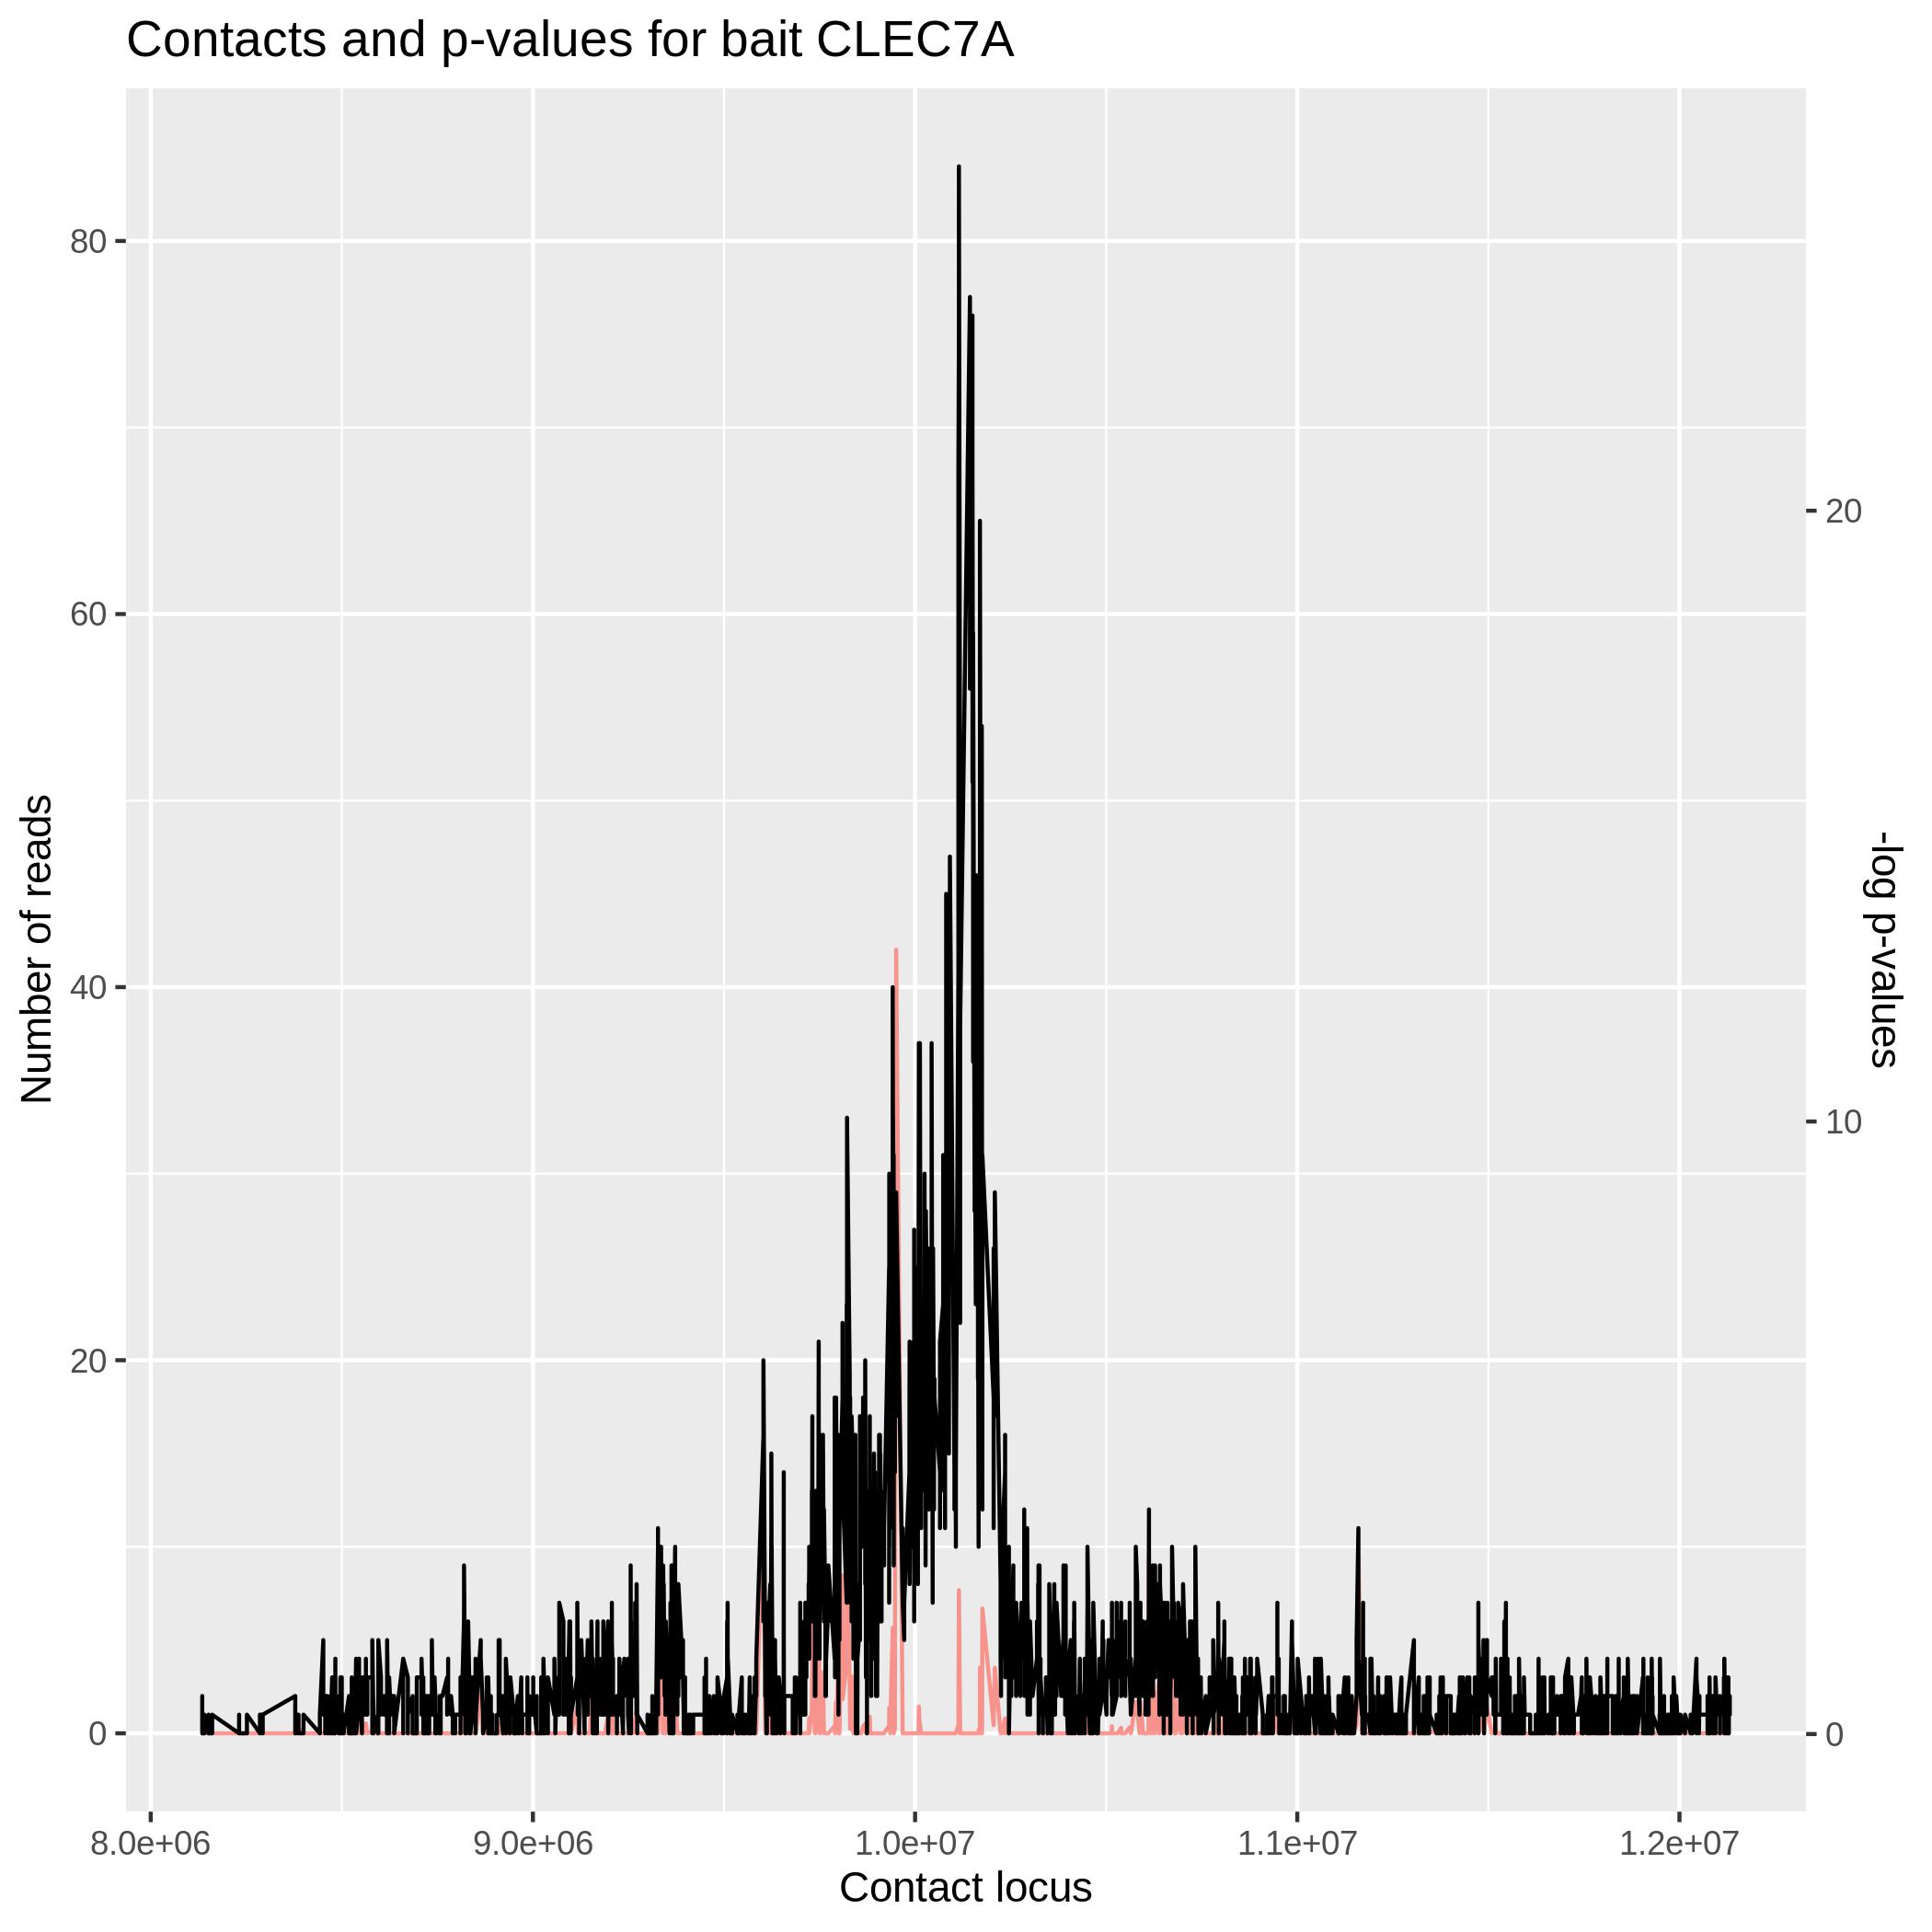 Contacts and p-values for bait CLEC7A
80
60
40
20
0
Number of reads
20
10
0
-log p-values
8.0e+06
9.0e+06
1.0e+07
1.1e+07
1.2e+07
Contact locus